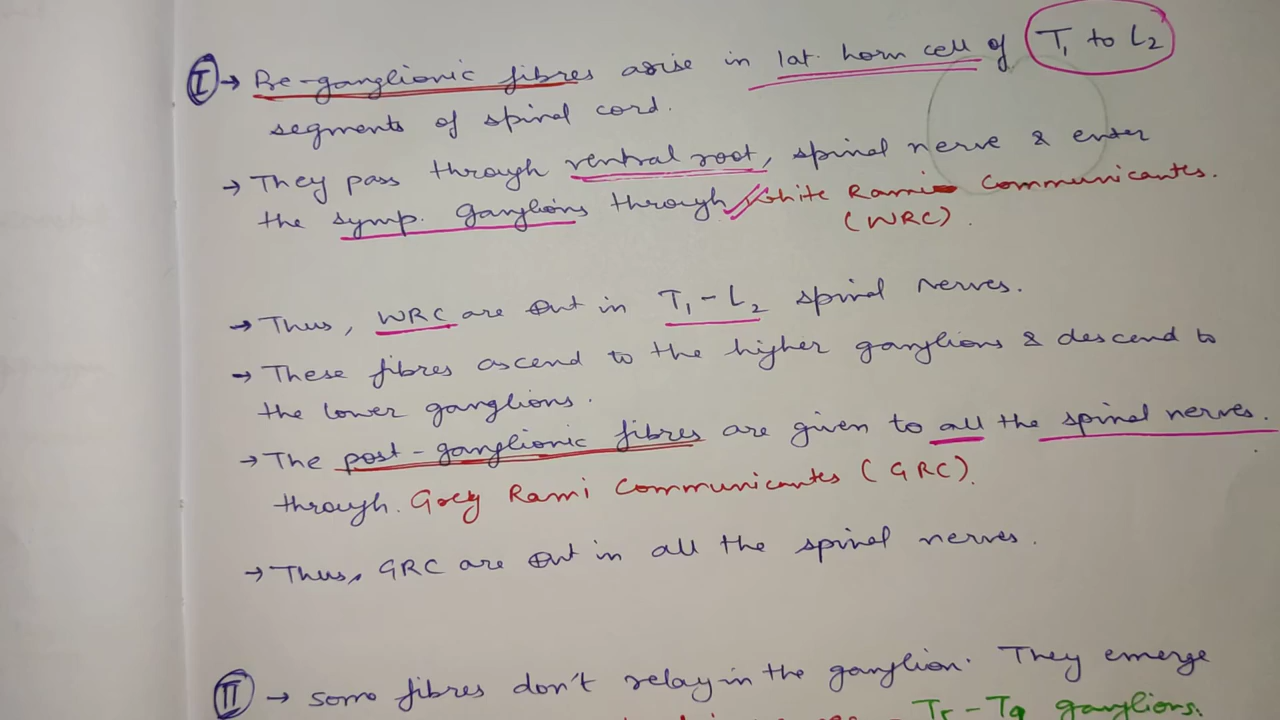 I → Pre-ganglionic fibres arise in lat. horn cell of T1 to L2
segments of spinal cord.
→ They pass through ventral root, spinal nerve & enter
the symp. ganglions through White Rami Communicantes.
(WRC).
→ Thus, WRC are in T1 - L2 spinal nerves.
→ These fibres ascend to the higher ganglions & descend to
the lower ganglions.
→ The post-ganglionic fibres are given to all the spinal nerves.
through. Grey Rami Communicantes (GRC).
→ Thus, GRC are in all the spinal nerves.
II → some fibres don't relay in the ganglion. They emerge
T5 - T9 ganglions.